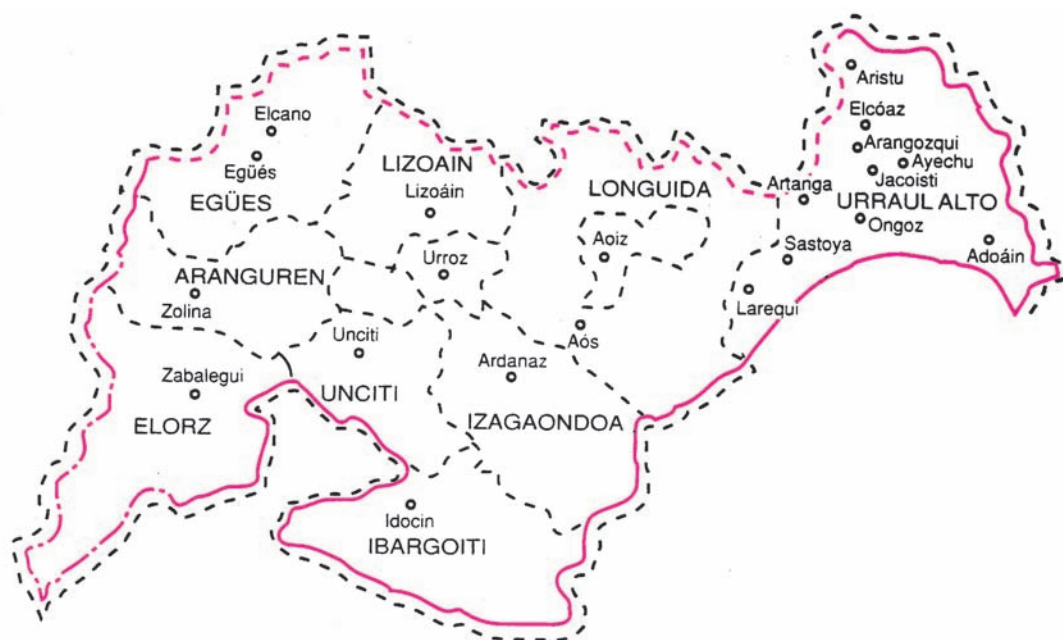 Aristu
Elcano
Elcóaz
Arangozqui
Egüés
LIZOAIN
Ayechu
Jacoisti
Lizoáin
LONGUIDA
Artanga
EGÜES
URRAUL ALTO
Ongoz
Aoiz
Sastoya
Adoáin
Urroz
ARANGUREN
Zolina
Larequi
Unciti
Aós
Ardanaz
Zabalegui
UNCITI
ELORZ
IZAGAONDOA
Idocin
IBARGOITI